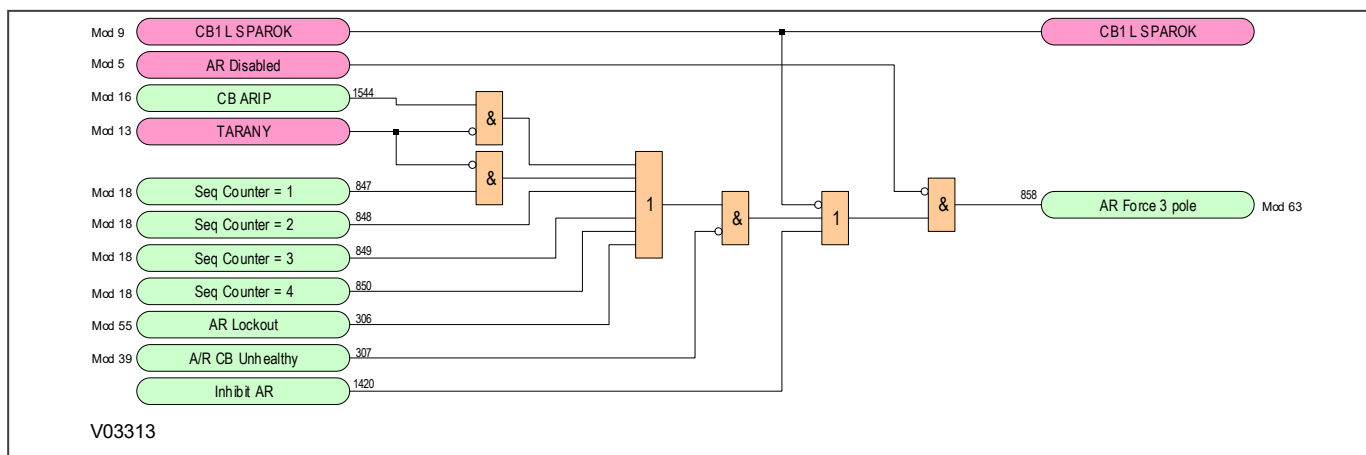 Mod 9 CB1 L SPAROK CB1 L SPAROK
Mod 5 AR Disabled
Mod 16 CB ARIP 1544
&
Mod 13 TARANY
&
Mod 18 Seq Counter = 1 847
1 & 1 & 858 AR Force 3 pole Mod 63
Mod 18 Seq Counter = 2 848
Mod 18 Seq Counter = 3 849
Mod 18 Seq Counter = 4 850
Mod 55 AR Lockout 306
Mod 39 A/R CB Unhealthy 307
Inhibit AR 1420
V03313